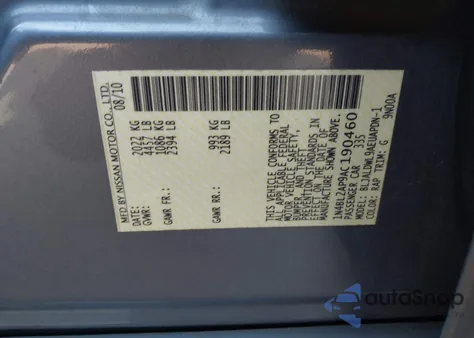 MFD BY NISSAN MOTOR CO., LTD.
DATE: 08/10
GVWR: 2022 KG
4457 LB
GAWR FR.: 1086 KG
2394 LB
GAWR RR.: 993 KG
2189 LB
THIS VEHICLE CONFORMS TO
ALL APPLICABLE FEDERAL
MOTOR VEHICLE SAFETY,
BUMPER AND THEFT
PREVENTION STANDARDS IN
EFFECT ON THE DATE OF
MANUFACTURE SHOWN ABOVE.
1N4BL2AP9AC190460
PASSENGER CAR 335
MODEL:
COLOR: RAP TRIM: G 9N00A
autoSnap